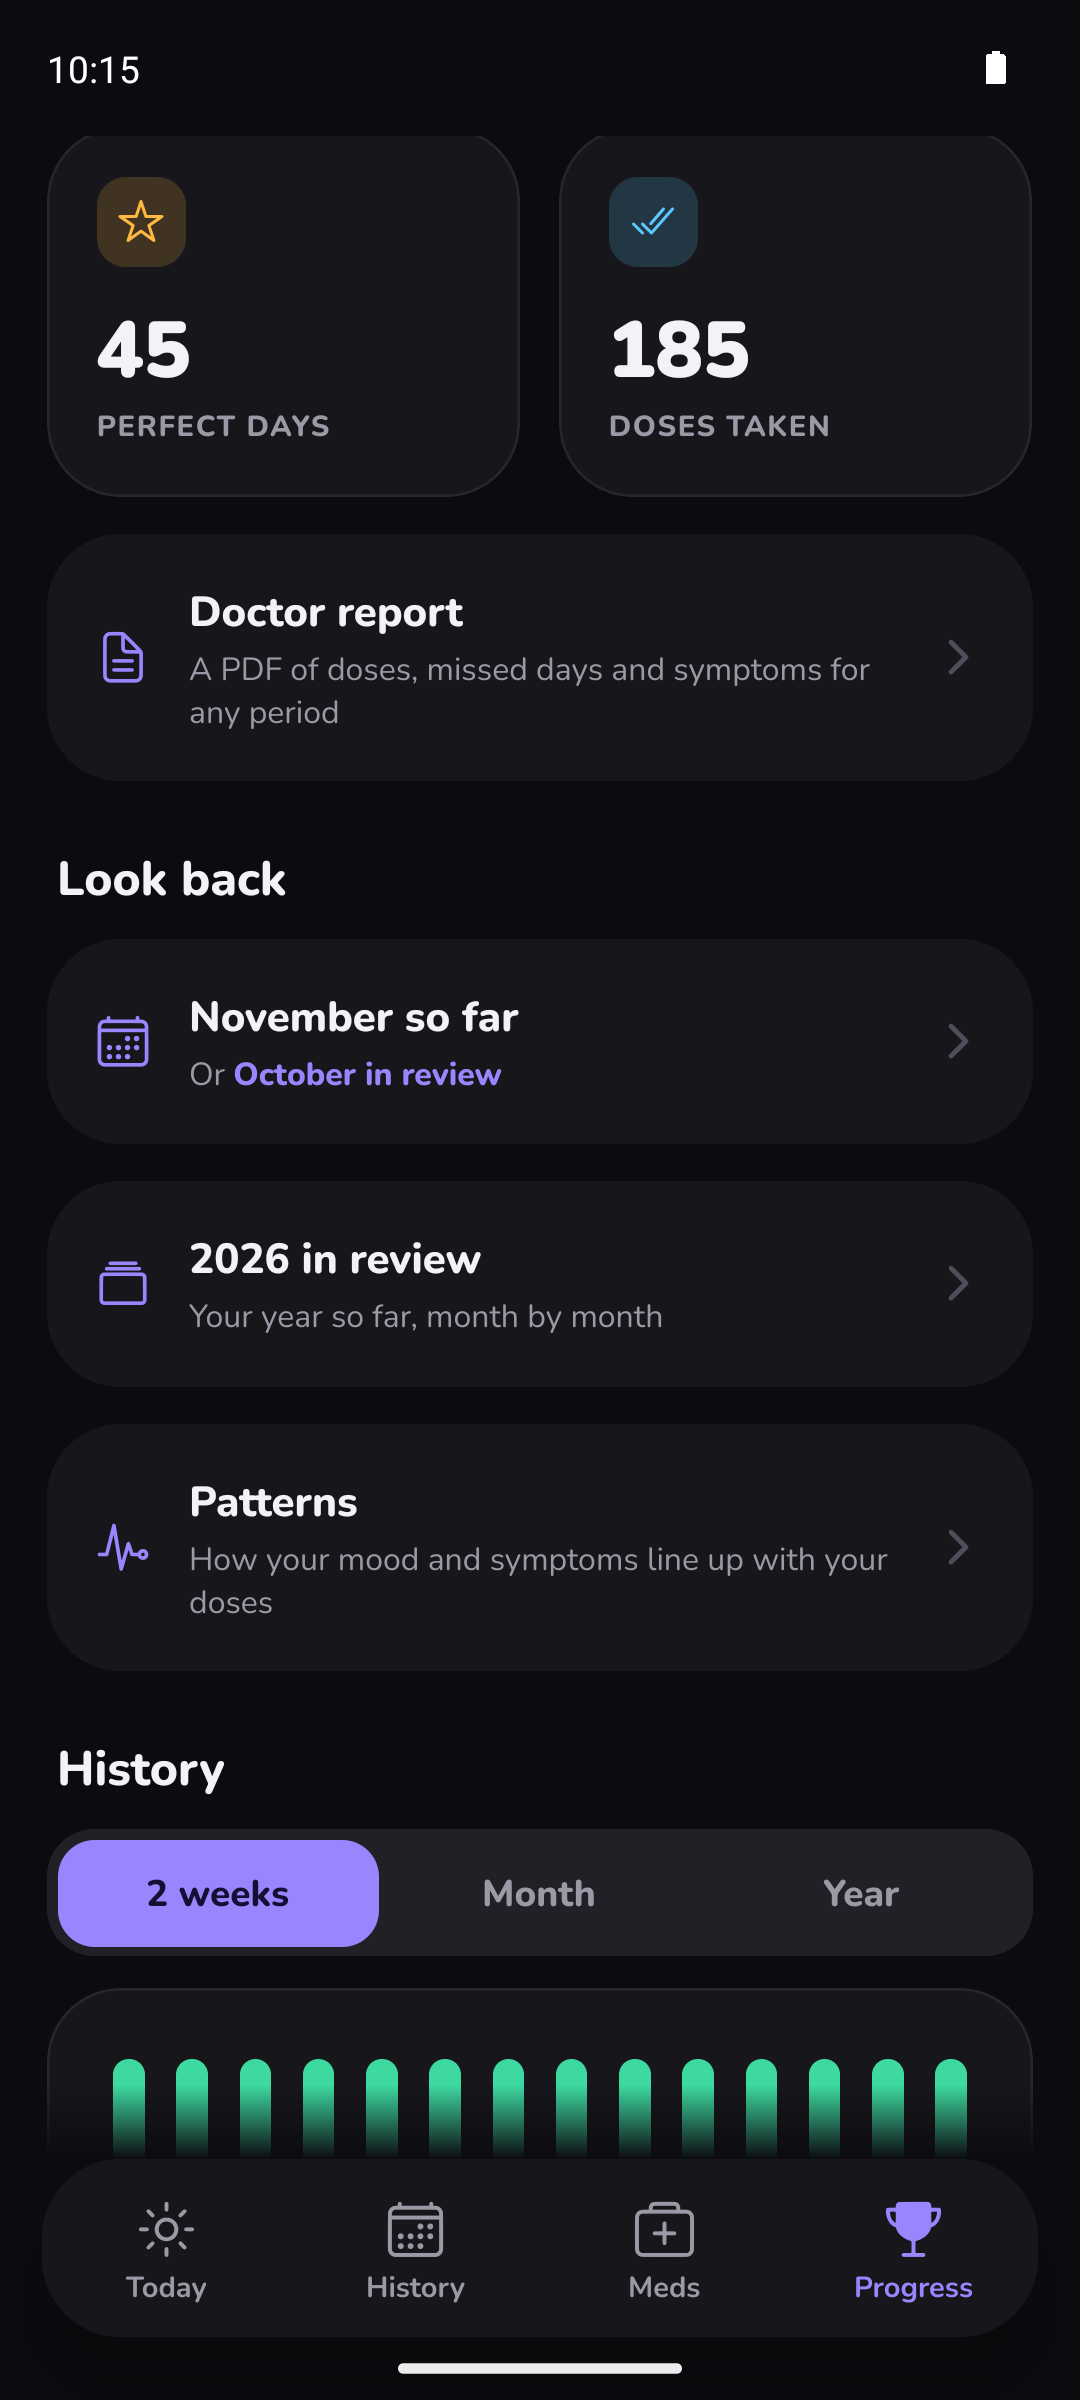 10:15
45
PERFECT DAYS
185
DOSES TAKEN
Doctor report
A PDF of doses, missed days and symptoms for
any period
Look back
November so far
Or October in review
2026 in review
Your year so far, month by month
Patterns
How your mood and symptoms line up with your
doses
History
2 weeks
Month
Year
Today
History
Meds
Progress